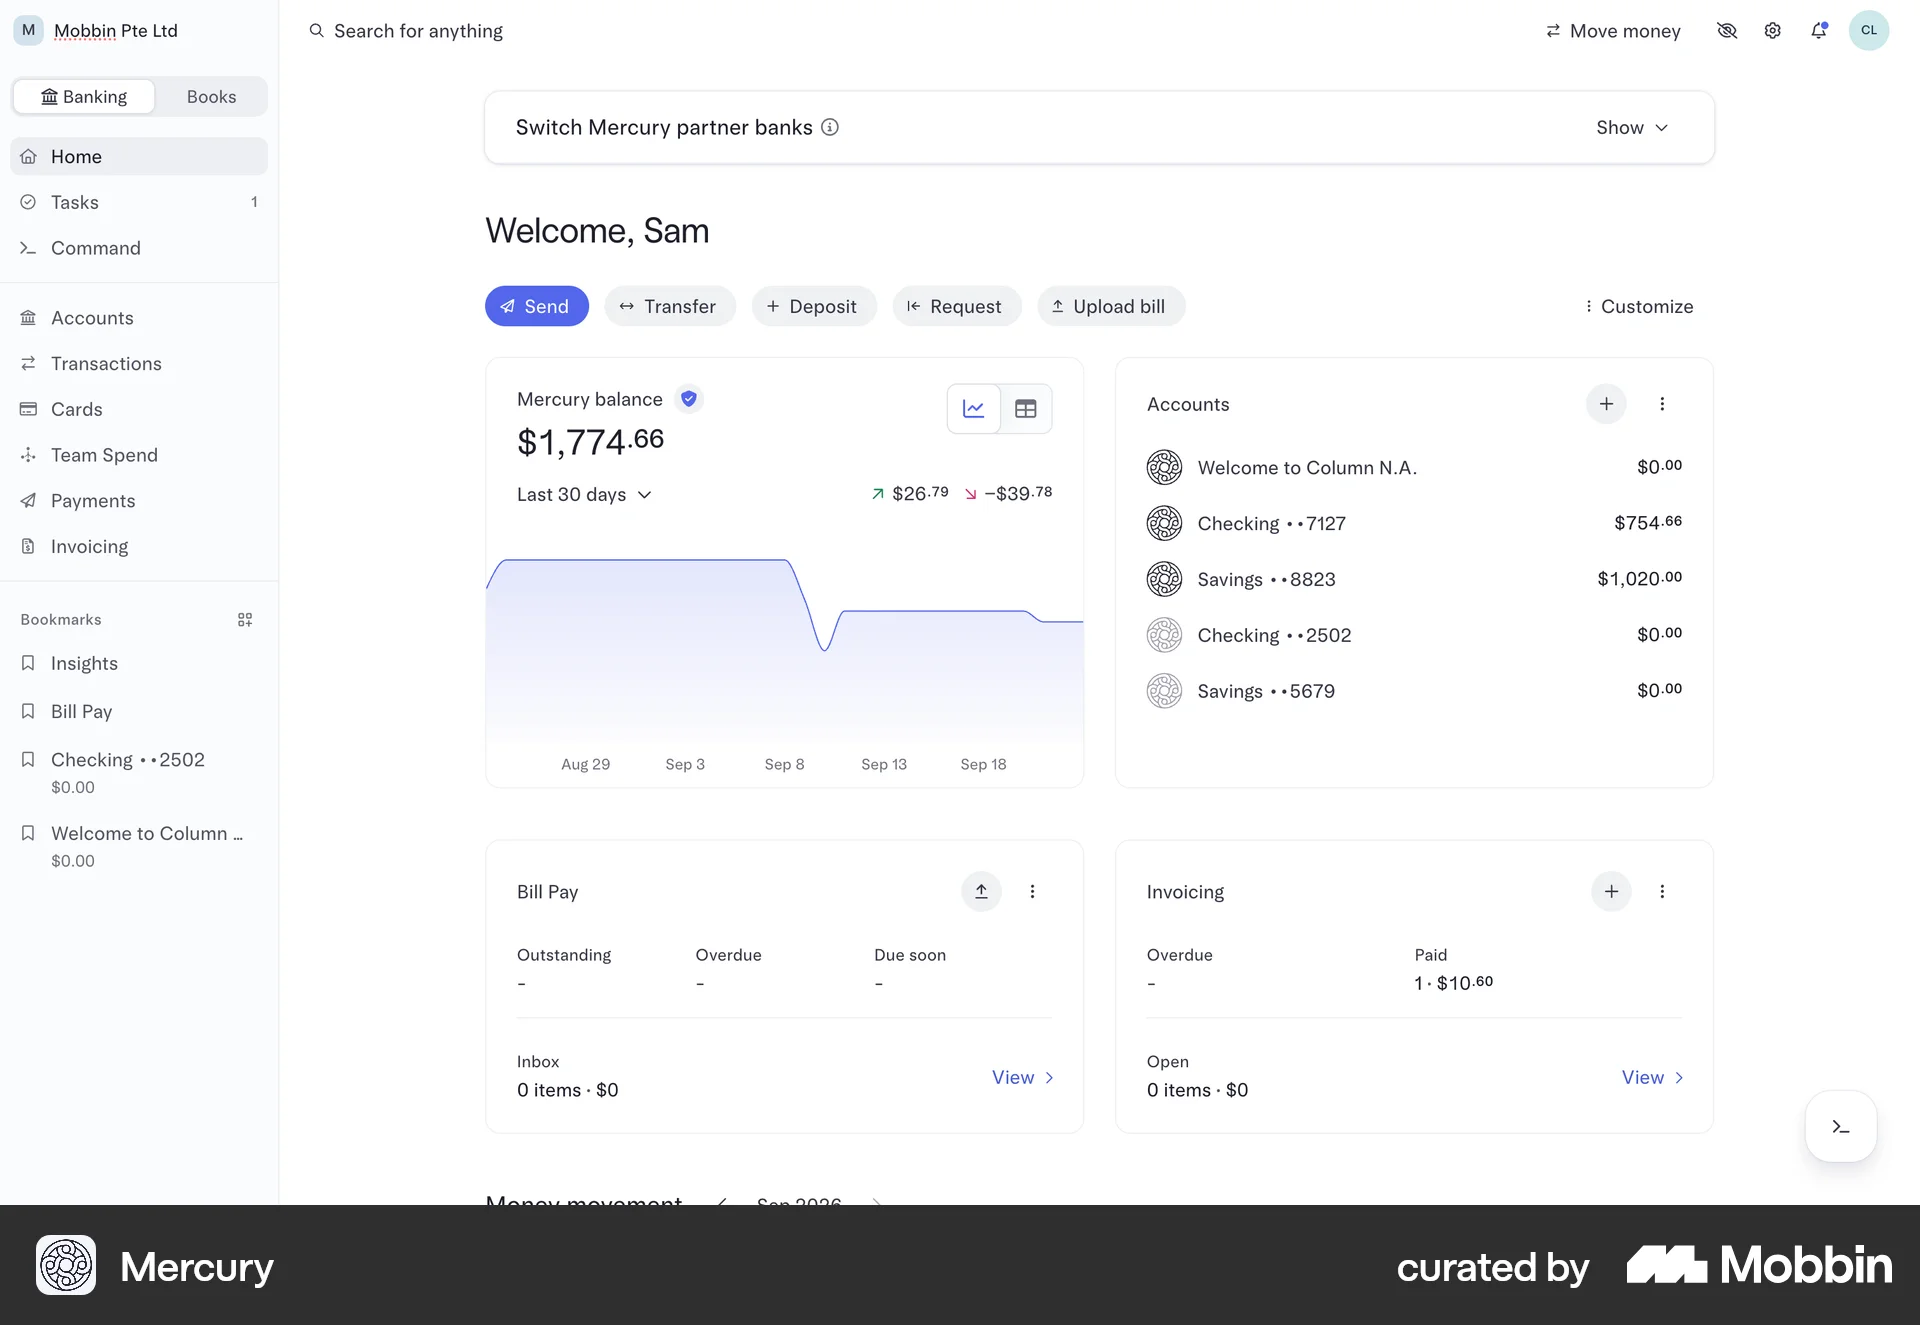 M Mobbin Pte Ltd
Search for anything
Move money
CL
Banking
Books
Home
Tasks 1
Command
Accounts
Transactions
Cards
Team Spend
Payments
Invoicing
Bookmarks
Insights
Bill Pay
Checking ••2502
$0.00
Welcome to Column ...
$0.00
Switch Mercury partner banks
Show
Welcome, Sam
Send
Transfer
Deposit
Request
Upload bill
Customize
Mercury balance
$1,774.66
Last 30 days
$26.79 −$39.78
Aug 29 Sep 3 Sep 8 Sep 13 Sep 18
Accounts
Welcome to Column N.A. $0.00
Checking ••7127 $754.66
Savings ••8823 $1,020.00
Checking ••2502 $0.00
Savings ••5679 $0.00
Bill Pay
Outstanding Overdue Due soon
- - -
Inbox
0 items · $0
View
Invoicing
Overdue Paid
- 1 · $10.60
Open
0 items · $0
View
Money movement Sep 2026
Mercury
curated by Mobbin